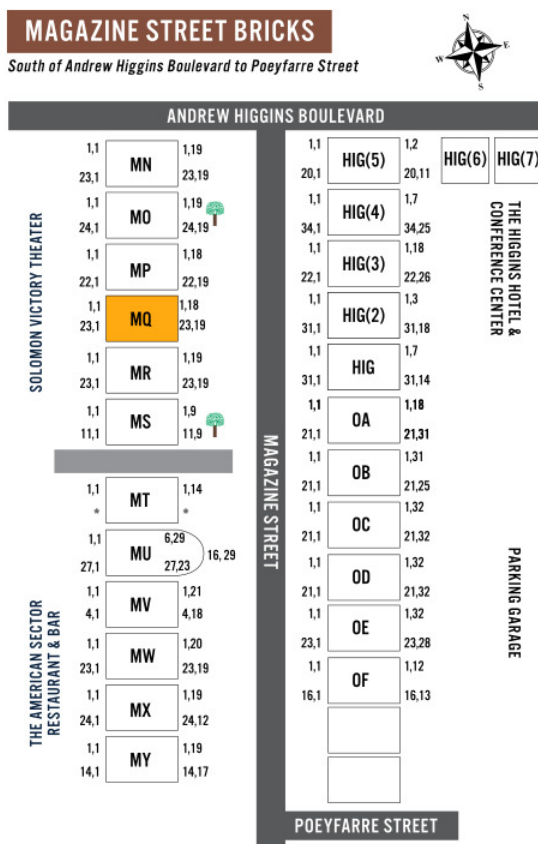 MAGAZINE STREET BRICKS
South of Andrew Higgins Boulevard to Poeyfarre Street
N
W E
S
ANDREW HIGGINS BOULEVARD
SOLOMON VICTORY THEATER
1,1 MN 1,19
23,1 23,19
1,1 MO 1,19
24,1 24,19
1,1 MP 1,18
22,1 22,19
1,1 MQ 1,18
23,1 23,19
1,1 MR 1,19
23,1 23,19
1,1 MS 1,9
11,1 11,9
THE AMERICAN SECTOR
RESTAURANT & BAR
1,1 MT 1,14
* *
1,1 MU 6,29
16, 29
27,1 27,23
1,1 MV 1,21
4,1 4,18
1,1 MW 1,20
23,1 23,19
1,1 MX 1,19
24,1 24,12
1,1 MY 1,19
14,1 14,17
MAGAZINE STREET
1,1 HIG(5) 1,2
20,1 20,11
HIG(6) HIG(7)
1,1 HIG(4) 1,7
34,1 34,25
1,1 HIG(3) 1,18
22,1 22,26
1,1 HIG(2) 1,3
31,1 31,18
1,1 HIG 1,7
31,1 31,14
1,1 OA 1,18
21,1 21,31
1,1 OB 1,31
21,1 21,25
1,1 OC 1,32
21,1 21,32
1,1 OD 1,32
21,1 21,32
1,1 OE 1,32
23,1 23,28
1,1 OF 1,12
16,1 16,13
THE HIGGINS HOTEL &
CONFERENCE CENTER
PARKING GARAGE
POEYFARRE STREET